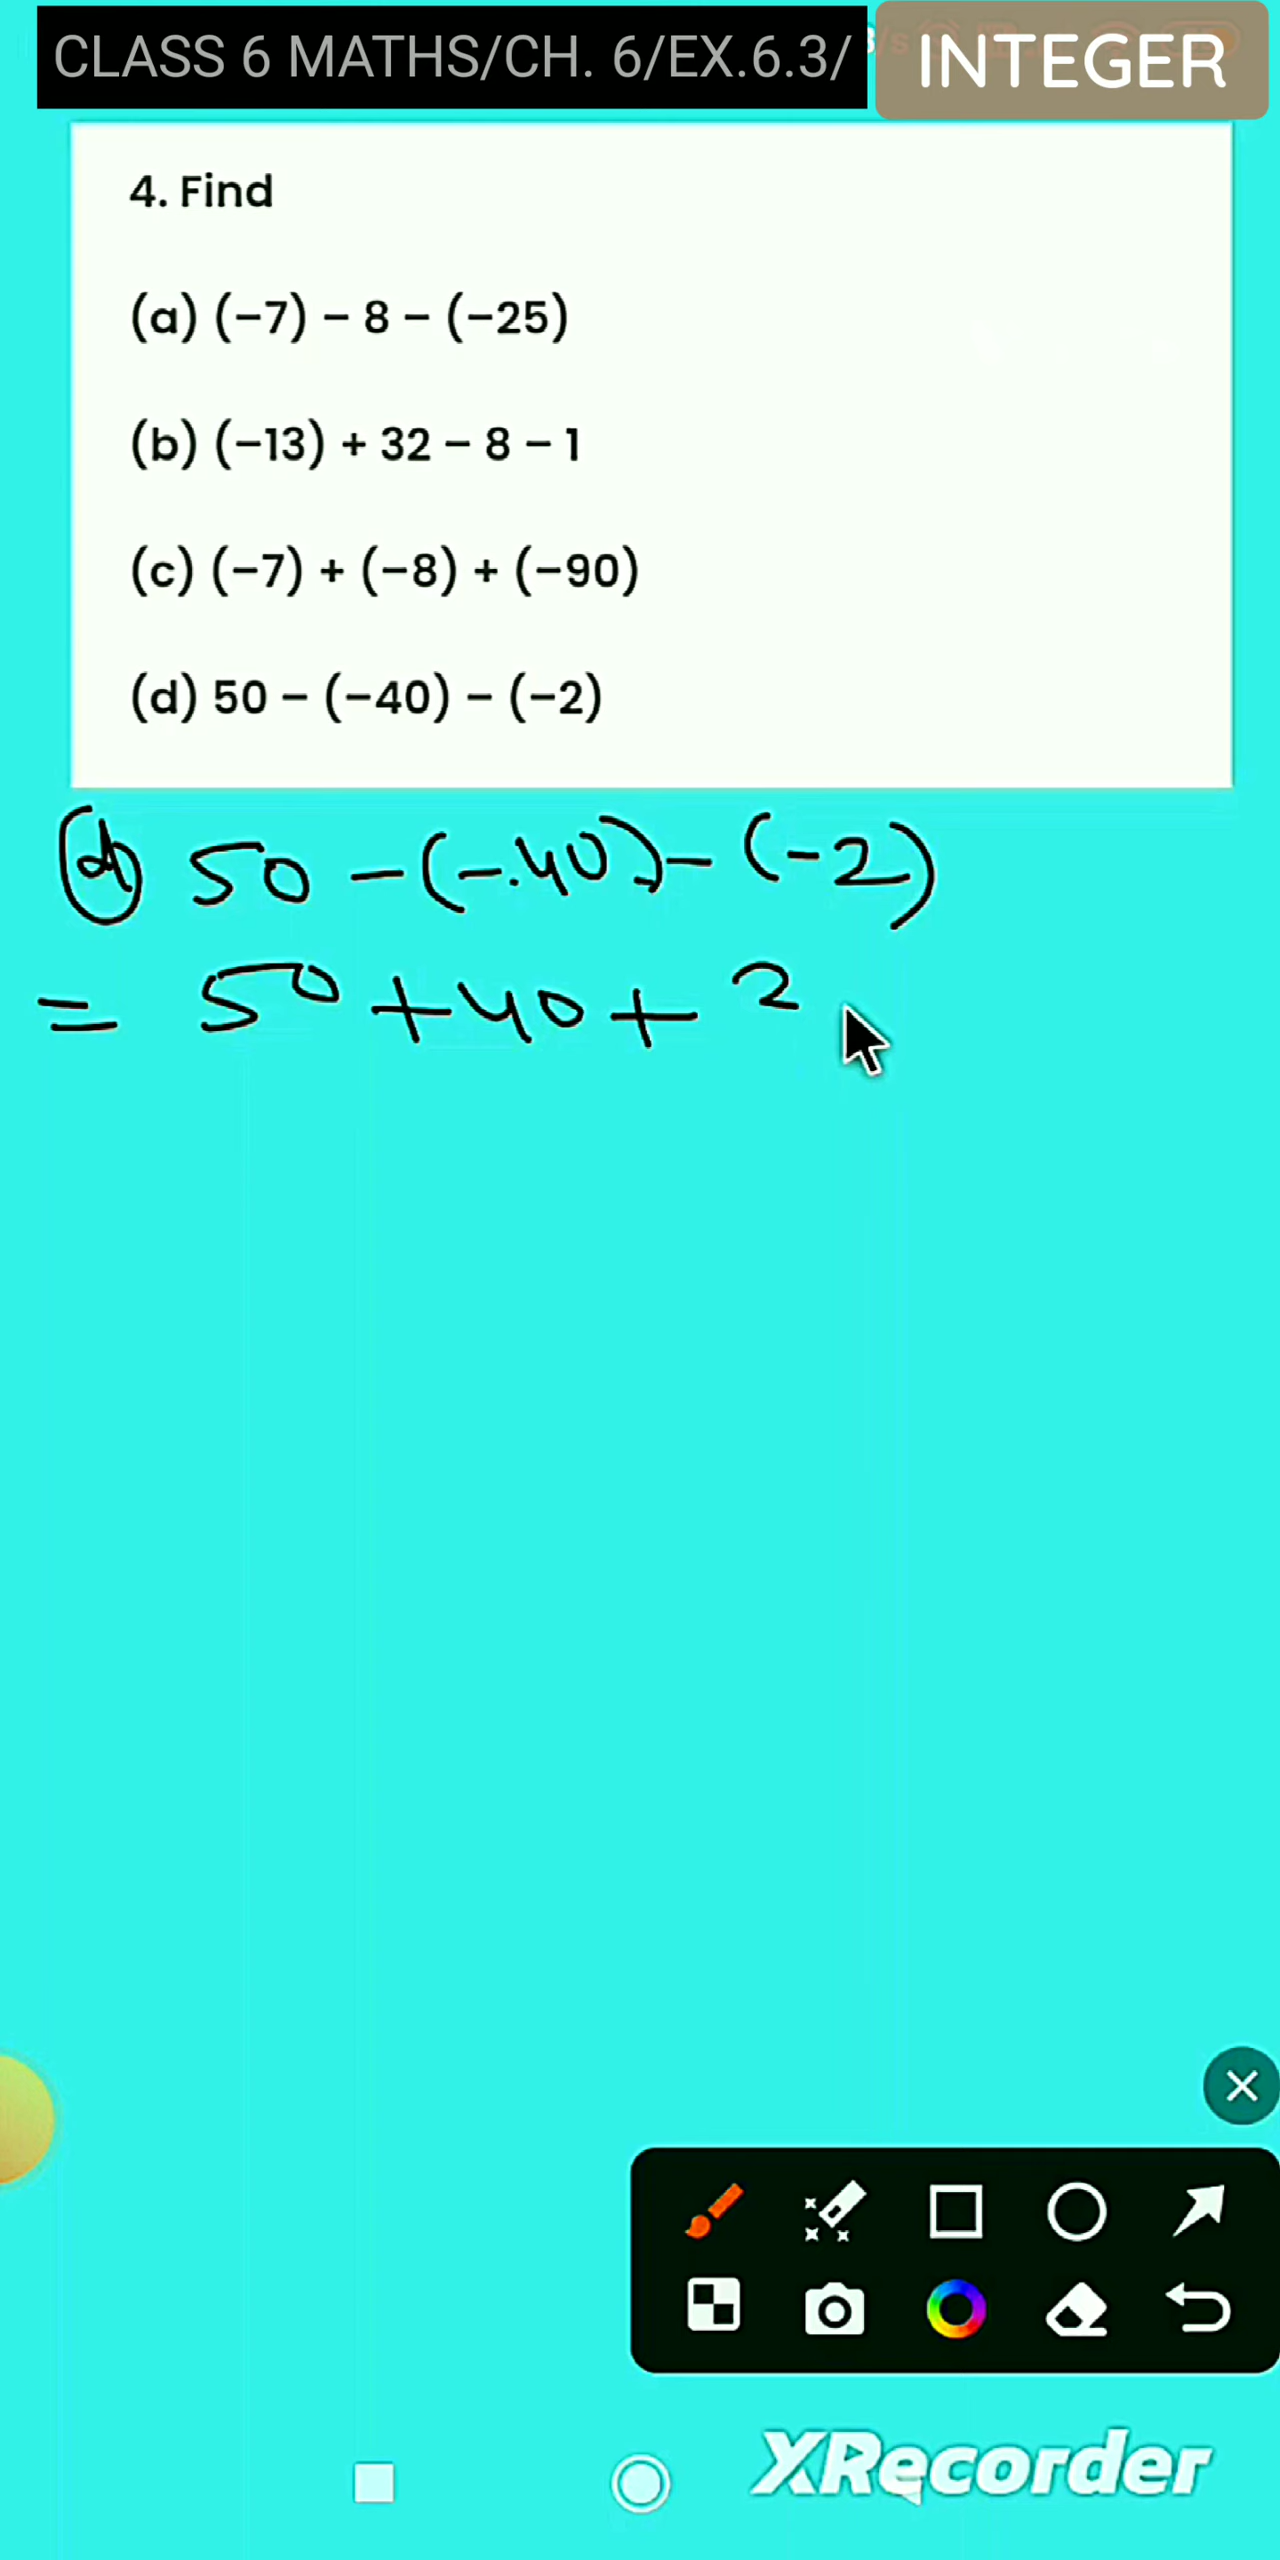 CLASS 6 MATHS/CH. 6/EX.6.3/ INTEGER
4. Find
(a) (−7) − 8 − (−25)
(b) (−13) + 32 − 8 − 1
(c) (−7) + (−8) + (−90)
(d) 50 − (−40) − (−2)
(d) 50 − (−40) − (−2)
= 50 + 40 + 2
XRecorder